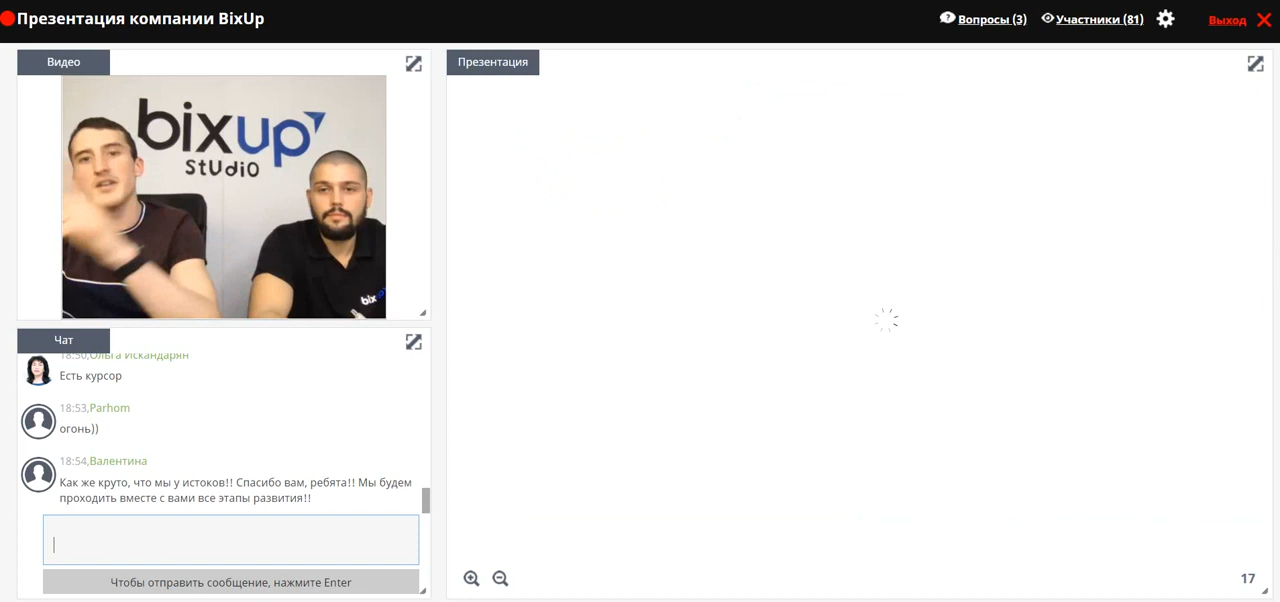 Презентация компании BixUp
Вопросы (3)
Участники (81)
Выход
Видео
Презентация
bixup
StUdiO
bixup
Чат
18:50,Ольга Искандарян
Есть курсор
18:53,Parhom
огонь))
18:54,Валентина
Как же круто, что мы у истоков!! Спасибо вам, ребята!! Мы будем
проходить вместе с вами все этапы развития!!
Чтобы отправить сообщение, нажмите Enter
17